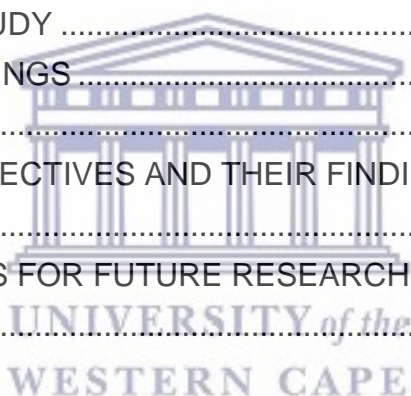 UDY ........................................
NGS ........................................
........................................
ECTIVES AND THEIR FINDI
........................................
S FOR FUTURE RESEARCH
UNIVERSITY of the
........................................
WESTERN CAPE